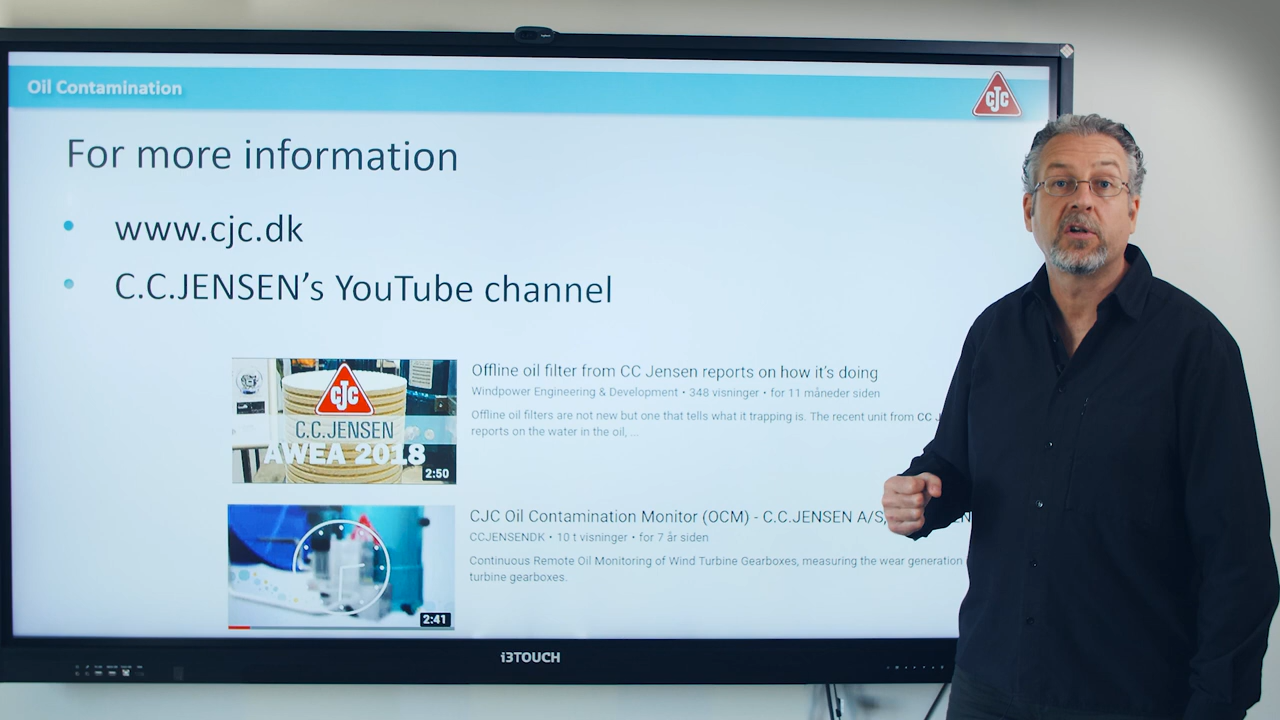 Oil Contamination
CJC
For more information
• www.cjc.dk
• C.C.JENSEN’s YouTube channel
CJC
C.C.JENSEN
AWEA 2018
2:50
Offline oil filter from CC Jensen reports on how it’s doing
Windpower Engineering & Development • 348 visninger • for 11 måneder siden
Offline oil filters are not new but one that tells what it trapping is. The recent unit from CC
reports on the water in the oil, ...
2:41
CJC Oil Contamination Monitor (OCM) - C.C.JENSEN A/S,
CCJENSENDK • 10 t visninger • for 7 år siden
Continuous Remote Oil Monitoring of Wind Turbine Gearboxes, measuring the wear generation
turbine gearboxes.
i3TOUCH